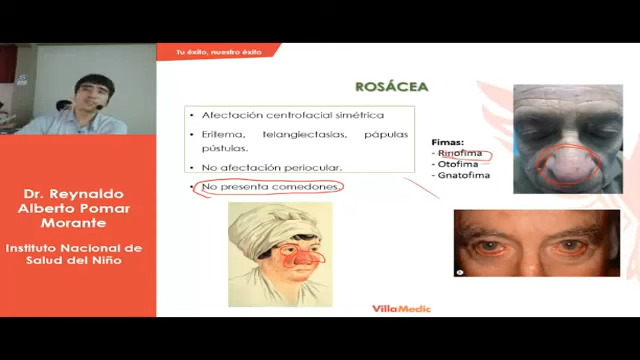 Tu éxito, nuestro éxito
ROSÁCEA
• Afectación centrofacial simétrica
• Eritema, telangiectasias, pápulas
pústulas.
• No afectación periocular.
• No presenta comedones.
Fimas:
- Rinofima
- Otofima
- Gnatofima
Dr. Reynaldo
Alberto Pomar
Morante
Instituto Nacional de
Salud del Niño
VillaMedic